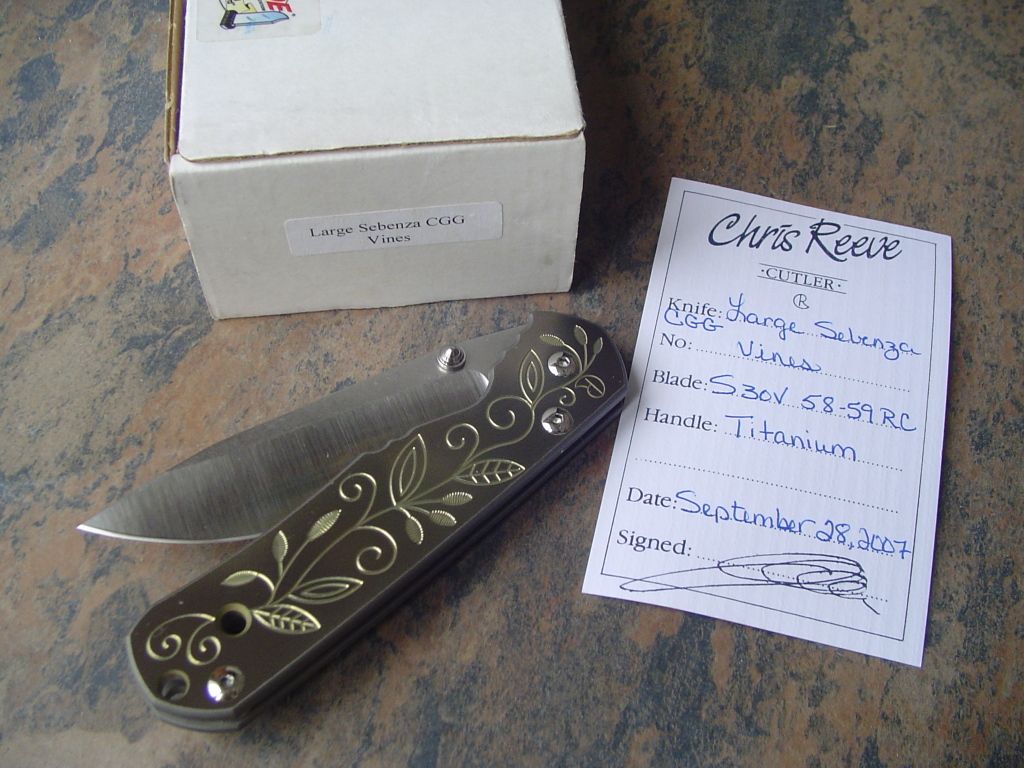 Large Sebenza CGG
Vines
Chris Reeve
·CUTLER·
R
Knife: Large Sebenza
CGG
No: Vines
Blade: S30V 58-59 RC
Handle: Titanium
Date: September 28, 2007
Signed: